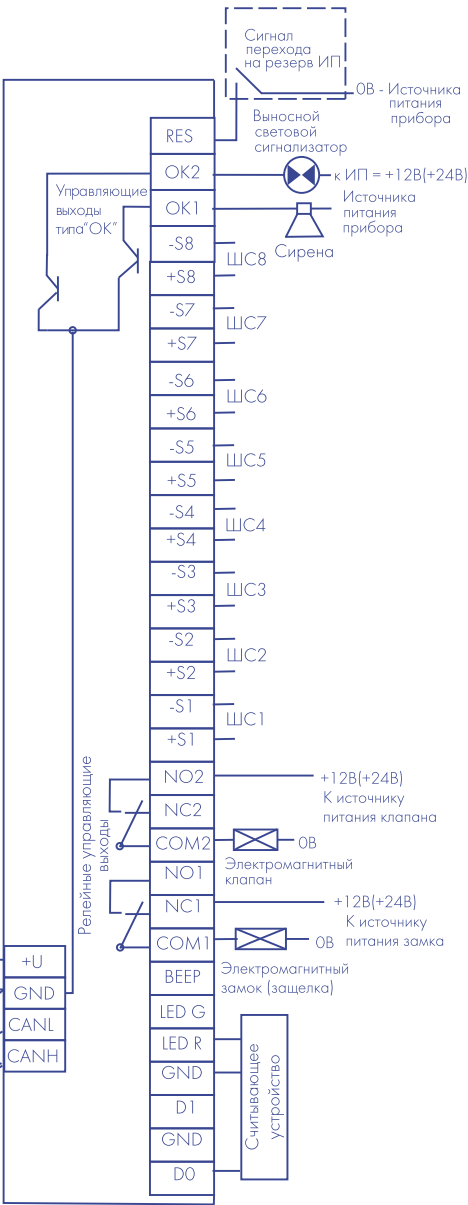 Сигнал
перехода
на резерв ИП
0В - Источника
питания
прибора
RES
Выносной
световой
сигнализатор
OK2
к ИП = +12В(+24В)
Управляющие
выходы
типа"ОК"
OK1
Источника
питания
прибора
Сирена
-S8
ШС8
+S8
-S7
ШС7
+S7
-S6
ШС6
+S6
-S5
ШС5
+S5
-S4
ШС4
+S4
-S3
ШС3
+S3
-S2
ШС2
+S2
-S1
ШС1
+S1
Релейные управляющие
выходы
NO2
+12В(+24В)
К источнику
питания клапана
NC2
COM2
0В
Электромагнитный
клапан
NO1
NC1
+12В(+24В)
К источнику
питания замка
COM1
0В
Электромагнитный
замок (защелка)
BEEP
LED G
LED R
GND
D1
GND
D0
Считывающее
устройство
+U
GND
CANL
CANH